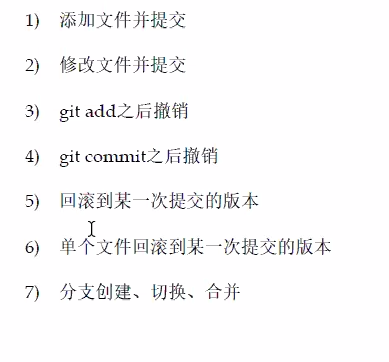 1) 添加文件并提交
2) 修改文件并提交
3) git add之后撤销
4) git commit之后撤销
5) 回滚到某一次提交的版本
6) 单个文件回滚到某一次提交的版本
7) 分支创建、切换、合并